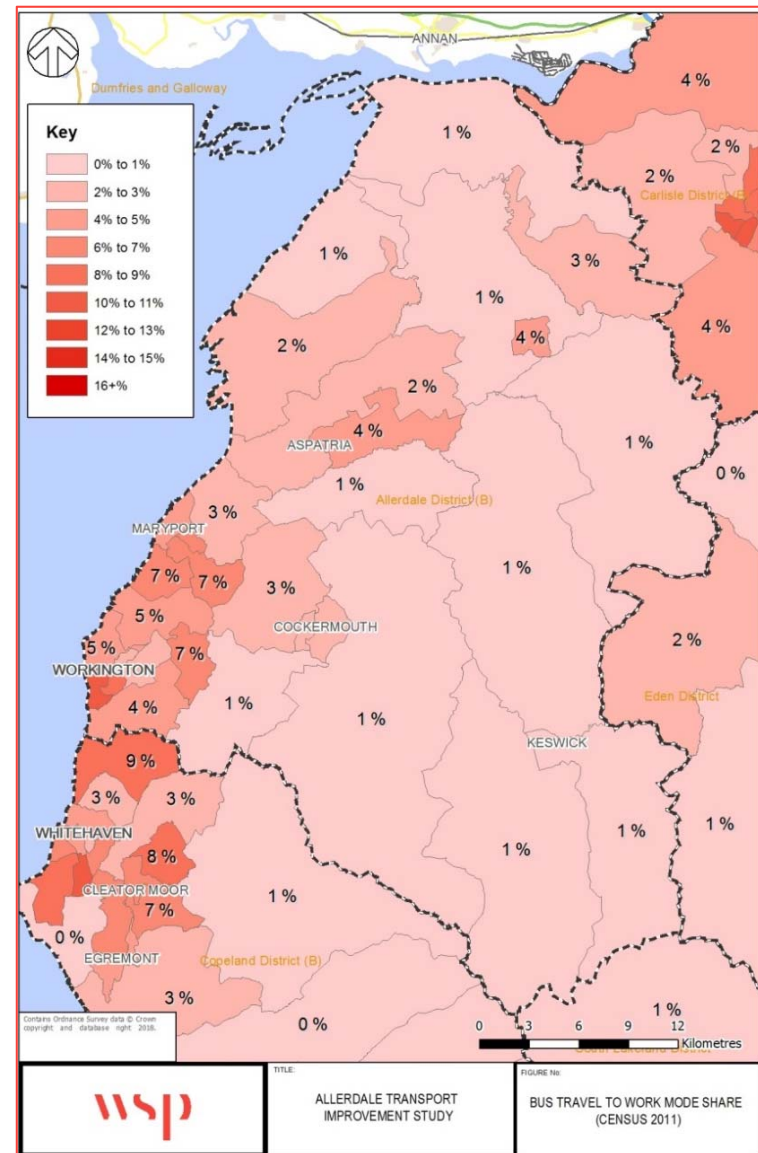 ANNAN
Dumfries and Galloway
Key
0% to 1%
2% to 3%
4% to 5%
6% to 7%
8% to 9%
10% to 11%
12% to 13%
14% to 15%
16+%
4 %
1 %
2 %
2 %
Carlisle District (B)
3 %
1 %
1 %
4 %
2 %
4 %
2 %
4 %
ASPATRIA
1 %
0 %
1 %
Allerdale District (B)
3 %
MARYPORT
7 %
7 %
3 %
1 %
5 %
COCKERMOUTH
5 %
7 %
WORKINGTON
2 %
Eden District
4 %
1 %
1 %
KESWICK
9 %
3 %
3 %
WHITEHAVEN
8 %
1 %
1 %
1 %
CLEATOR MOOR
1 %
7 %
0 %
EGREMONT
Copeland District (B)
3 %
0 %
1 %
Contains Ordnance Survey data © Crown
copyright and database right 2018.
0 3 6 9 12
Kilometres
wsp
TITLE:
ALLERDALE TRANSPORT
IMPROVEMENT STUDY
FIGURE No:
BUS TRAVEL TO WORK MODE SHARE
(CENSUS 2011)